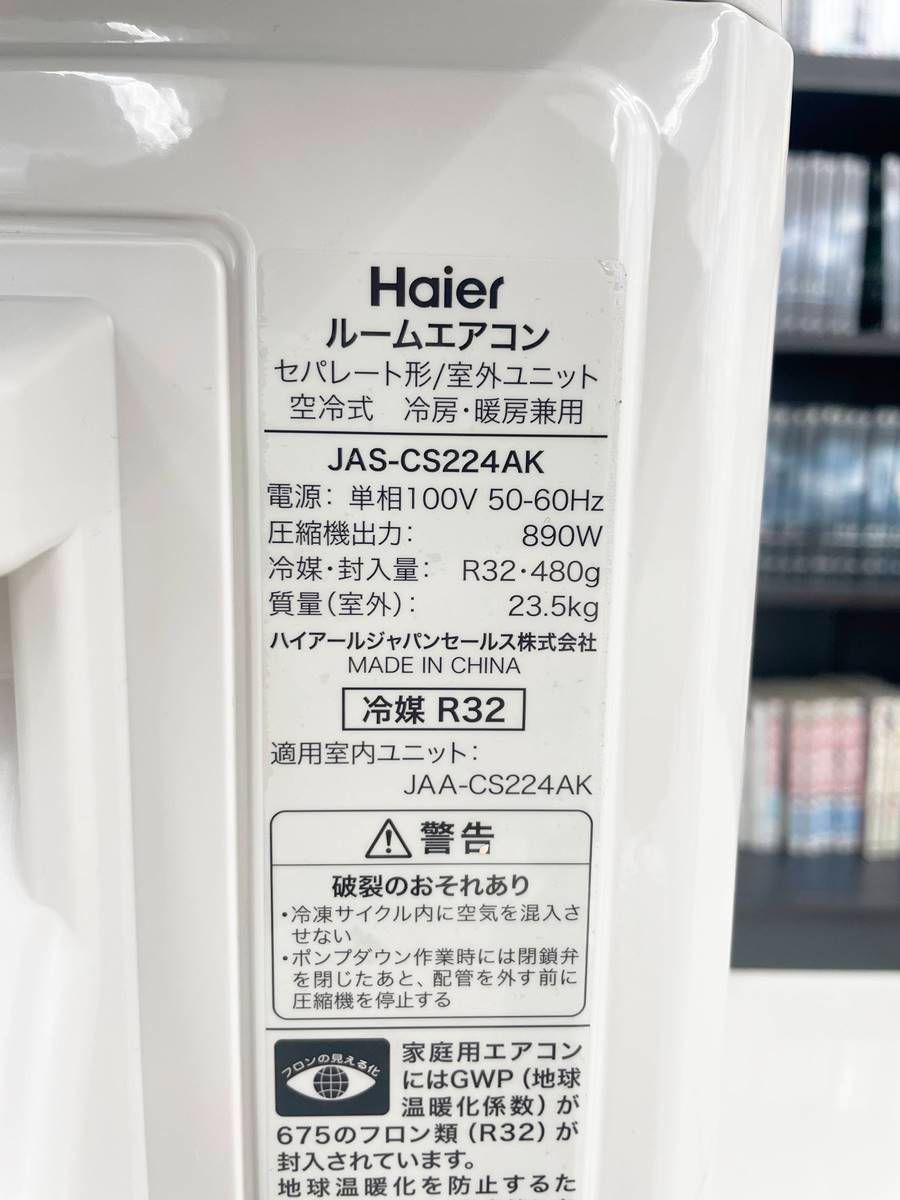 Haier
ルームエアコン
セパレート形/室外ユニット
空冷式 冷房・暖房兼用
JAS-CS224AK
電源: 単相100V 50-60Hz
圧縮機出力: 890W
冷媒・封入量: R32・480g
質量(室外): 23.5kg
ハイアールジャパンセールス株式会社
MADE IN CHINA
冷媒 R32
適用室内ユニット:
JAA-CS224AK
警告
破裂のおそれあり
・冷凍サイクル内に空気を混入さ
せない
・ポンプダウン作業時には閉鎖弁
を閉じたあと、配管を外す前に
圧縮機を停止する
フロンの見える化
家庭用エアコン
にはGWP(地球
温暖化係数)が
675のフロン類(R32)が
封入されています。
地球温暖化を防止するた